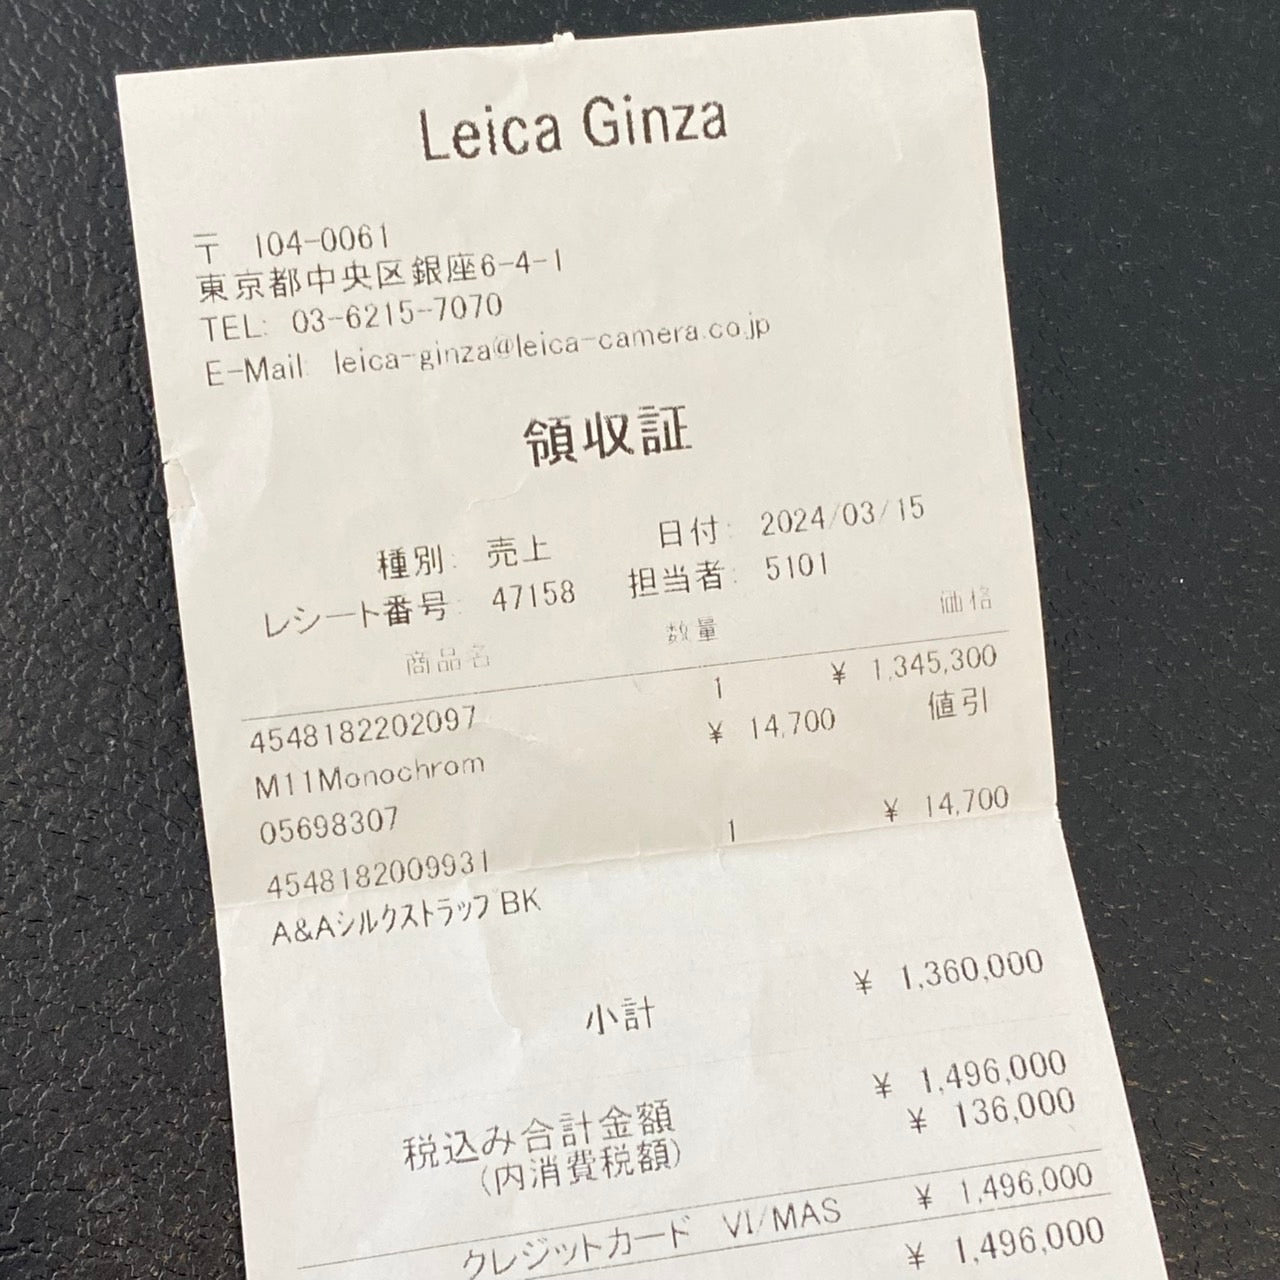 Leica Ginza
〒 104-0061
東京都中央区銀座6-4-1
TEL: 03-6215-7070
E-Mail: leica-ginza@leica-camera.co.jp
領収証
種別: 売上 日付: 2024/03/15
レシート番号: 47158 担当者: 5101
商品名 数量 価格
4548182202097 1 ¥ 1,345,300
M11Monochrom ¥ 14,700 値引
05698307
4548182009931 1 ¥ 14,700
A&Aシルクストラップ BK
小計 ¥ 1,360,000
税込み合計金額 ¥ 1,496,000
(内消費税額) ¥ 136,000
クレジットカード VI/MAS ¥ 1,496,000
¥ 1,496,000